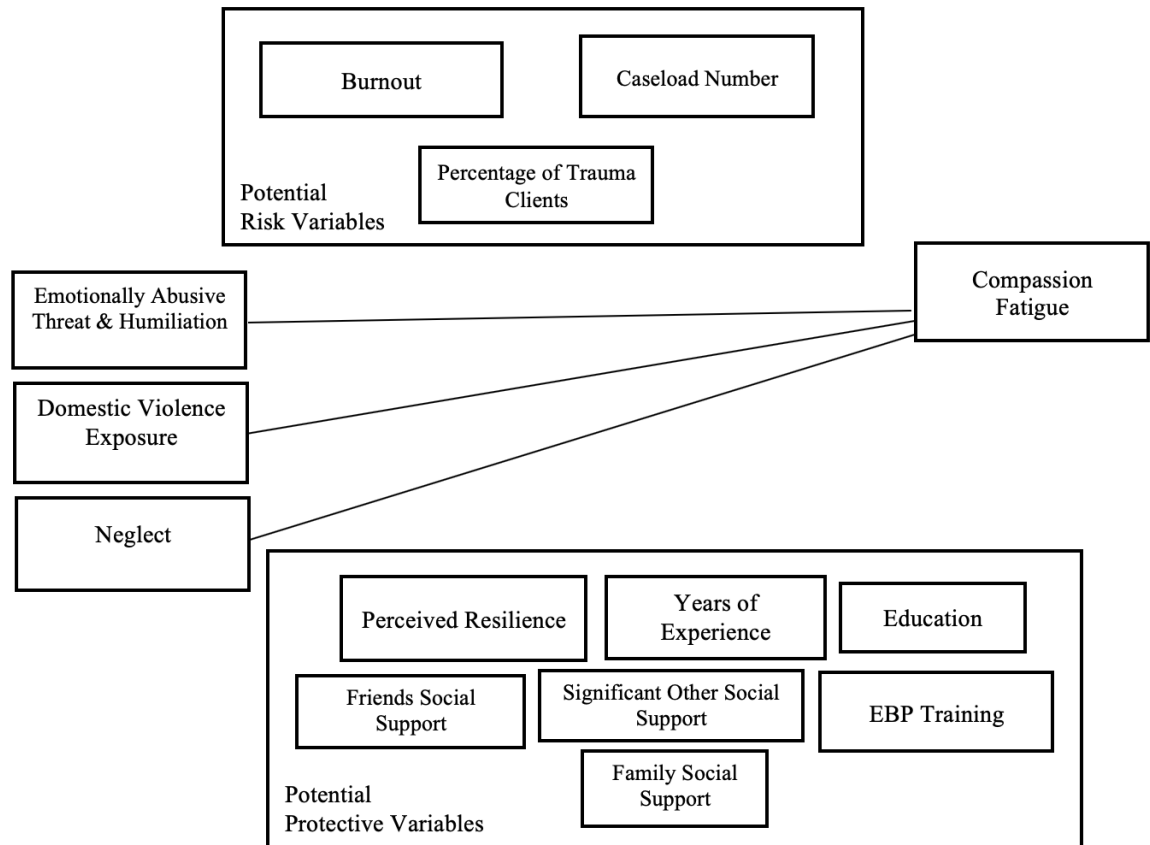 Burnout
Caseload Number
Percentage of Trauma
Clients
Potential
Risk Variables
Emotionally Abusive
Threat & Humiliation
Compassion
Fatigue
Domestic Violence
Exposure
Neglect
Perceived Resilience
Years of
Experience
Education
Friends Social
Support
Significant Other Social
Support
EBP Training
Family Social
Support
Potential
Protective Variables